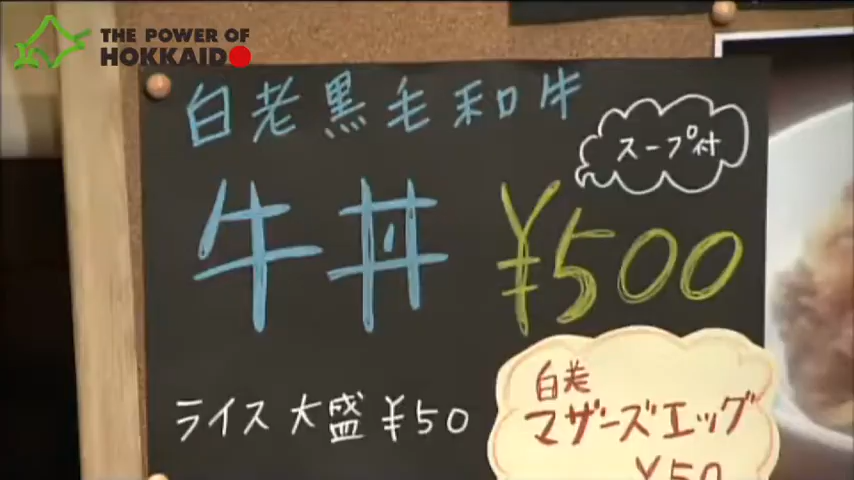 THE POWER OF
HOKKAIDO
白老黒毛和牛
スープ付
牛丼 ¥500
ライス大盛 ¥50
白老
マザーズエッグ
¥50